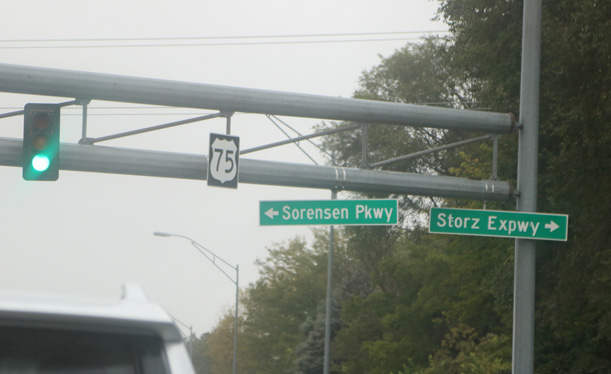 75
← Sorensen Pkwy
Storz Expwy →